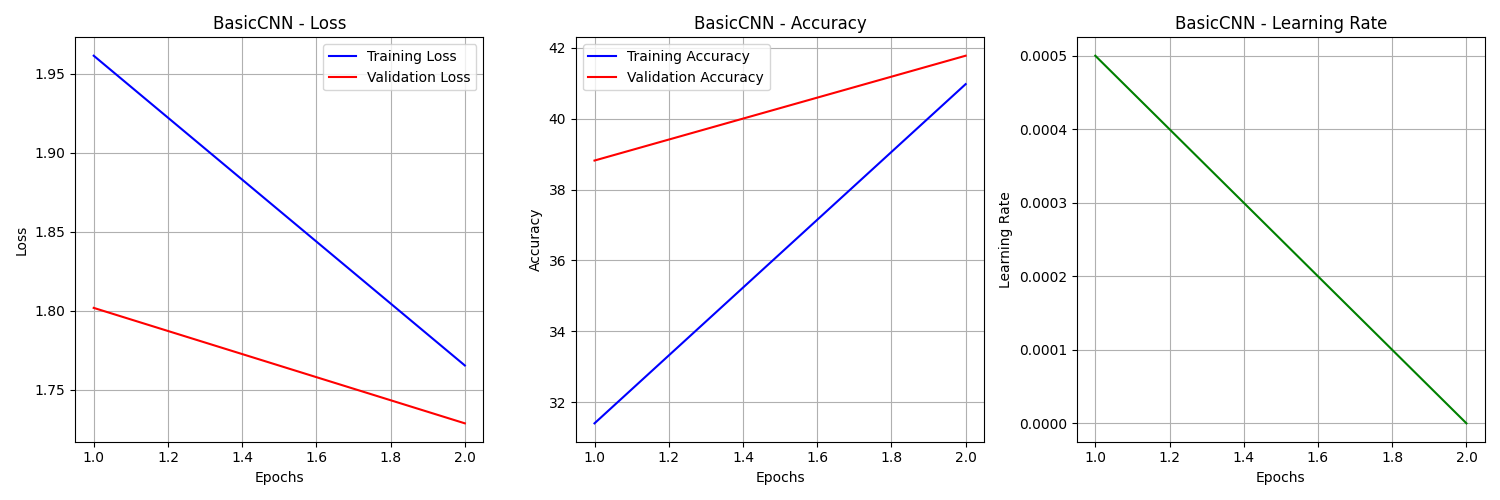 BasicCNN - Loss
Training Loss
Validation Loss
1.95
1.90
1.85
1.80
1.75
Loss
1.0 1.2 1.4 1.6 1.8 2.0
Epochs
BasicCNN - Accuracy
Training Accuracy
Validation Accuracy
42
40
38
36
34
32
Accuracy
1.0 1.2 1.4 1.6 1.8 2.0
Epochs
BasicCNN - Learning Rate
0.0005
0.0004
0.0003
0.0002
0.0001
0.0000
Learning Rate
1.0 1.2 1.4 1.6 1.8 2.0
Epochs